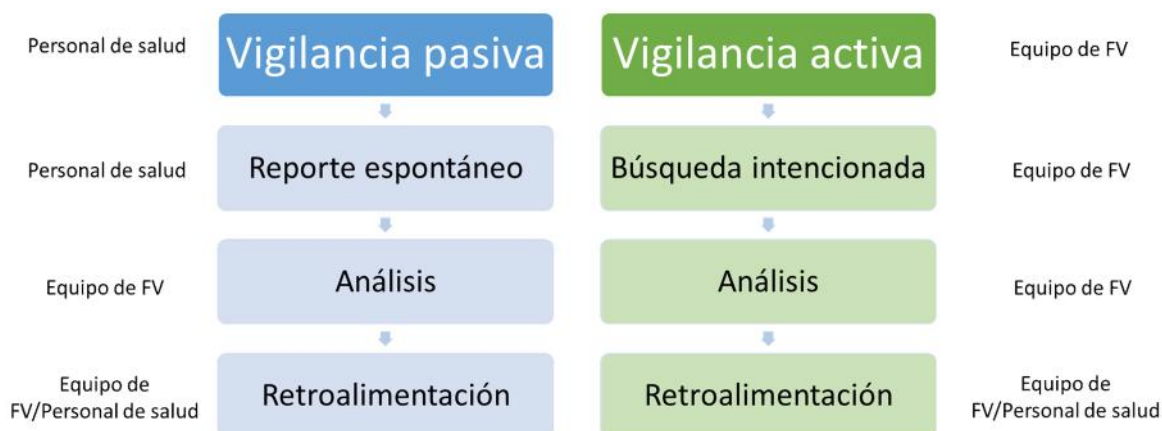 Personal de salud
Vigilancia pasiva
Vigilancia activa
Equipo de FV
Personal de salud
Reporte espontáneo
Búsqueda intencionada
Equipo de FV
Equipo de FV
Análisis
Análisis
Equipo de FV
Equipo de
FV/Personal de salud
Retroalimentación
Retroalimentación
Equipo de
FV/Personal de salud